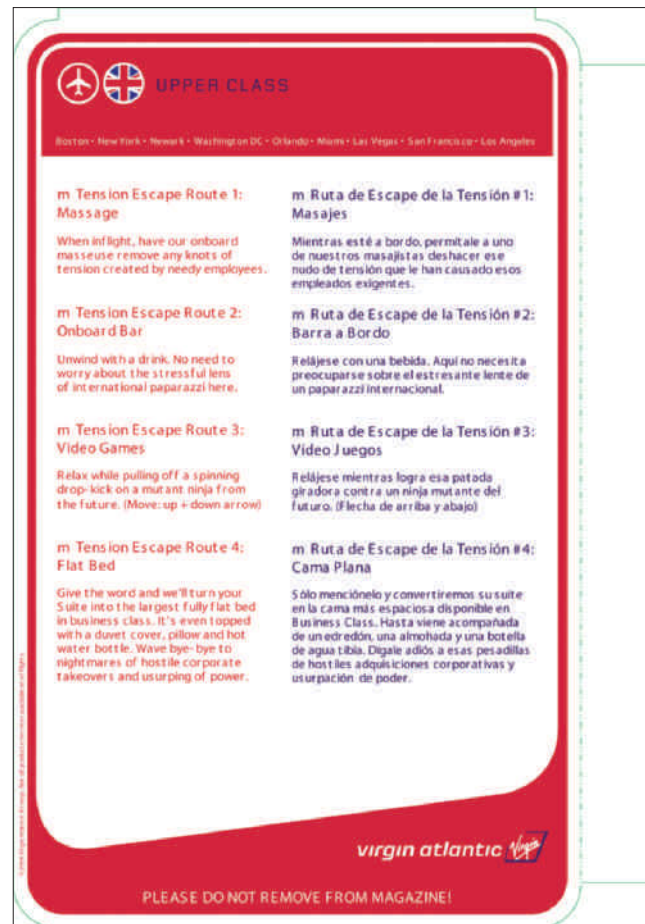 UPPER CLASS
Boston • New York • Newark • Washington DC • Orlando • Miami • Las Vegas • San Francisco • Los Angeles
m Tension Escape Route 1:
Massage
When inflight, have our onboard
masseuse remove any knots of
tension created by needy employees.
m Tension Escape Route 2:
Onboard Bar
Unwind with a drink. No need to
worry about the stressful lens
of international paparazzi here.
m Tension Escape Route 3:
Video Games
Relax while pulling off a spinning
drop-kick on a mutant ninja from
the future. (Move: up + down arrow)
m Tension Escape Route 4:
Flat Bed
Give the word and we'll turn your
Suite into the largest fully flat bed
in business class. It's even topped
with a duvet cover, pillow and hot
water bottle. Wave bye-bye to
nightmares of hostile corporate
takeovers and usurping of power.
m Ruta de Escape de la Tensión #1:
Masajes
Mientras esté a bordo, permítale a uno
de nuestros masajistas deshacer ese
nudo de tensión que le han causado esos
empleados exigentes.
m Ruta de Escape de la Tensión #2:
Barra a Bordo
Relájese con una bebida. Aquí no necesita
preocuparse sobre el estresante lente de
un paparazzi internacional.
m Ruta de Escape de la Tensión #3:
Video Juegos
Relájese mientras logra esa patada
giradora contra un ninja mutante del
futuro. (Flecha de arriba y abajo)
m Ruta de Escape de la Tensión #4:
Cama Plana
Sólo menciónelo y convertiremos su suite
en la cama más espaciosa disponible en
Business Class. Hasta viene acompañada
de un edredón, una almohada y una botella
de agua tibia. Dígale adiós a esas pesadillas
de hostiles adquisiciones corporativas y
usurpación de poder.
virgin atlantic Virgin
PLEASE DO NOT REMOVE FROM MAGAZINE!